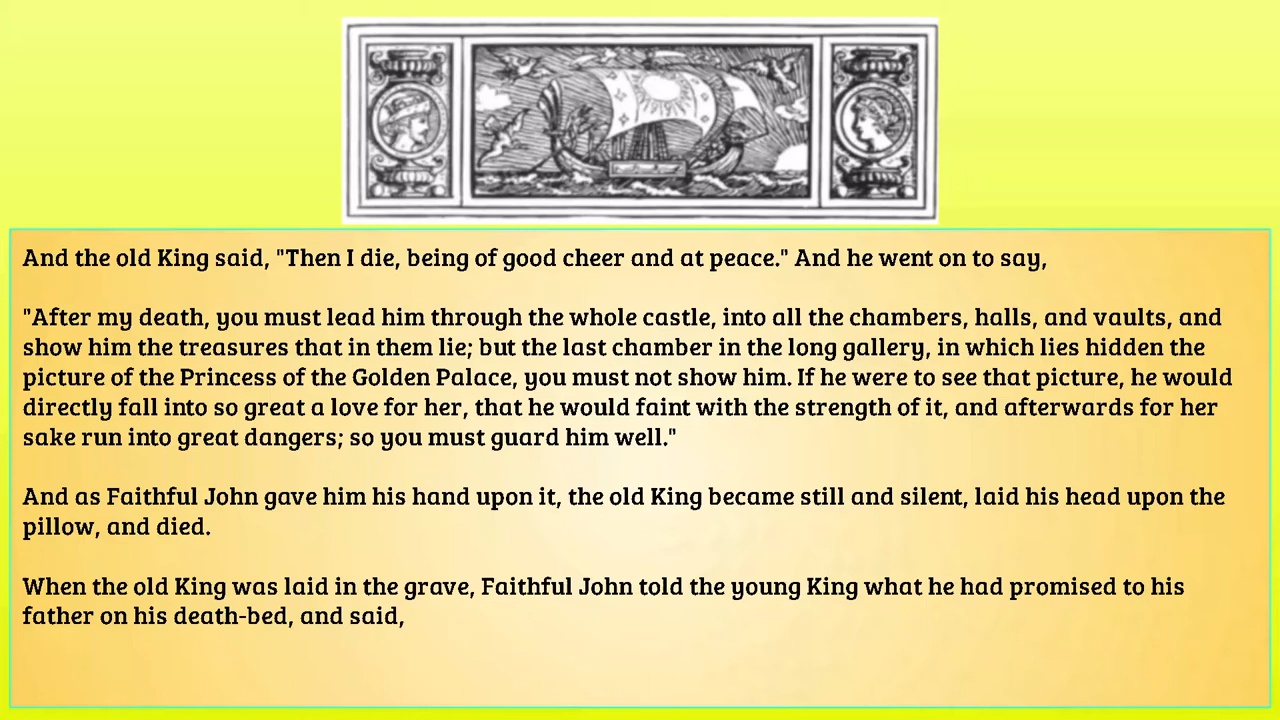 And the old King said, "Then I die, being of good cheer and at peace." And he went on to say,
"After my death, you must lead him through the whole castle, into all the chambers, halls, and vaults, and
show him the treasures that in them lie; but the last chamber in the long gallery, in which lies hidden the
picture of the Princess of the Golden Palace, you must not show him. If he were to see that picture, he would
directly fall into so great a love for her, that he would faint with the strength of it, and afterwards for her
sake run into great dangers; so you must guard him well."
And as Faithful John gave him his hand upon it, the old King became still and silent, laid his head upon the
pillow, and died.
When the old King was laid in the grave, Faithful John told the young King what he had promised to his
father on his death-bed, and said,